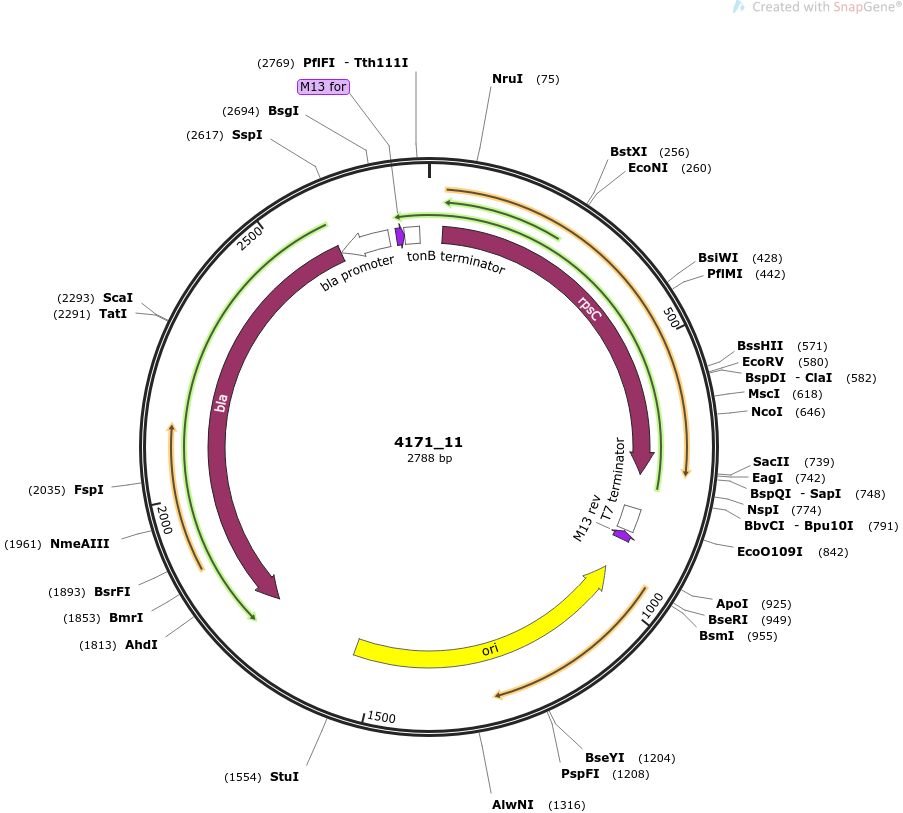 Created with SnapGene®
(2769) PflFI - Tth111I
M13 for
(2694) BsgI
(2617) SspI
NruI (75)
BstXI (256)
EcoNI (260)
BsiWI (428)
PflMI (442)
500
BssHII (571)
EcoRV (580)
BspDI - ClaI (582)
MscI (618)
NcoI (646)
SacII (739)
EagI (742)
BspQI - SapI (748)
NspI (774)
BbvCI - Bpu10I (791)
EcoO109I (842)
ApoI (925)
BseRI (949)
BsmI (955)
1000
BseYI (1204)
PspFI (1208)
AlwNI (1316)
1500
(1554) StuI
(1813) AhdI
(1853) BmrI
(1893) BsrFI
(1961) NmeAIII
2000
(2035) FspI
(2291) TatI
(2293) ScaI
2500
bla promoter
tonB terminator
rpsC
bla
4171_11
2788 bp
T7 terminator
M13 rev
ori